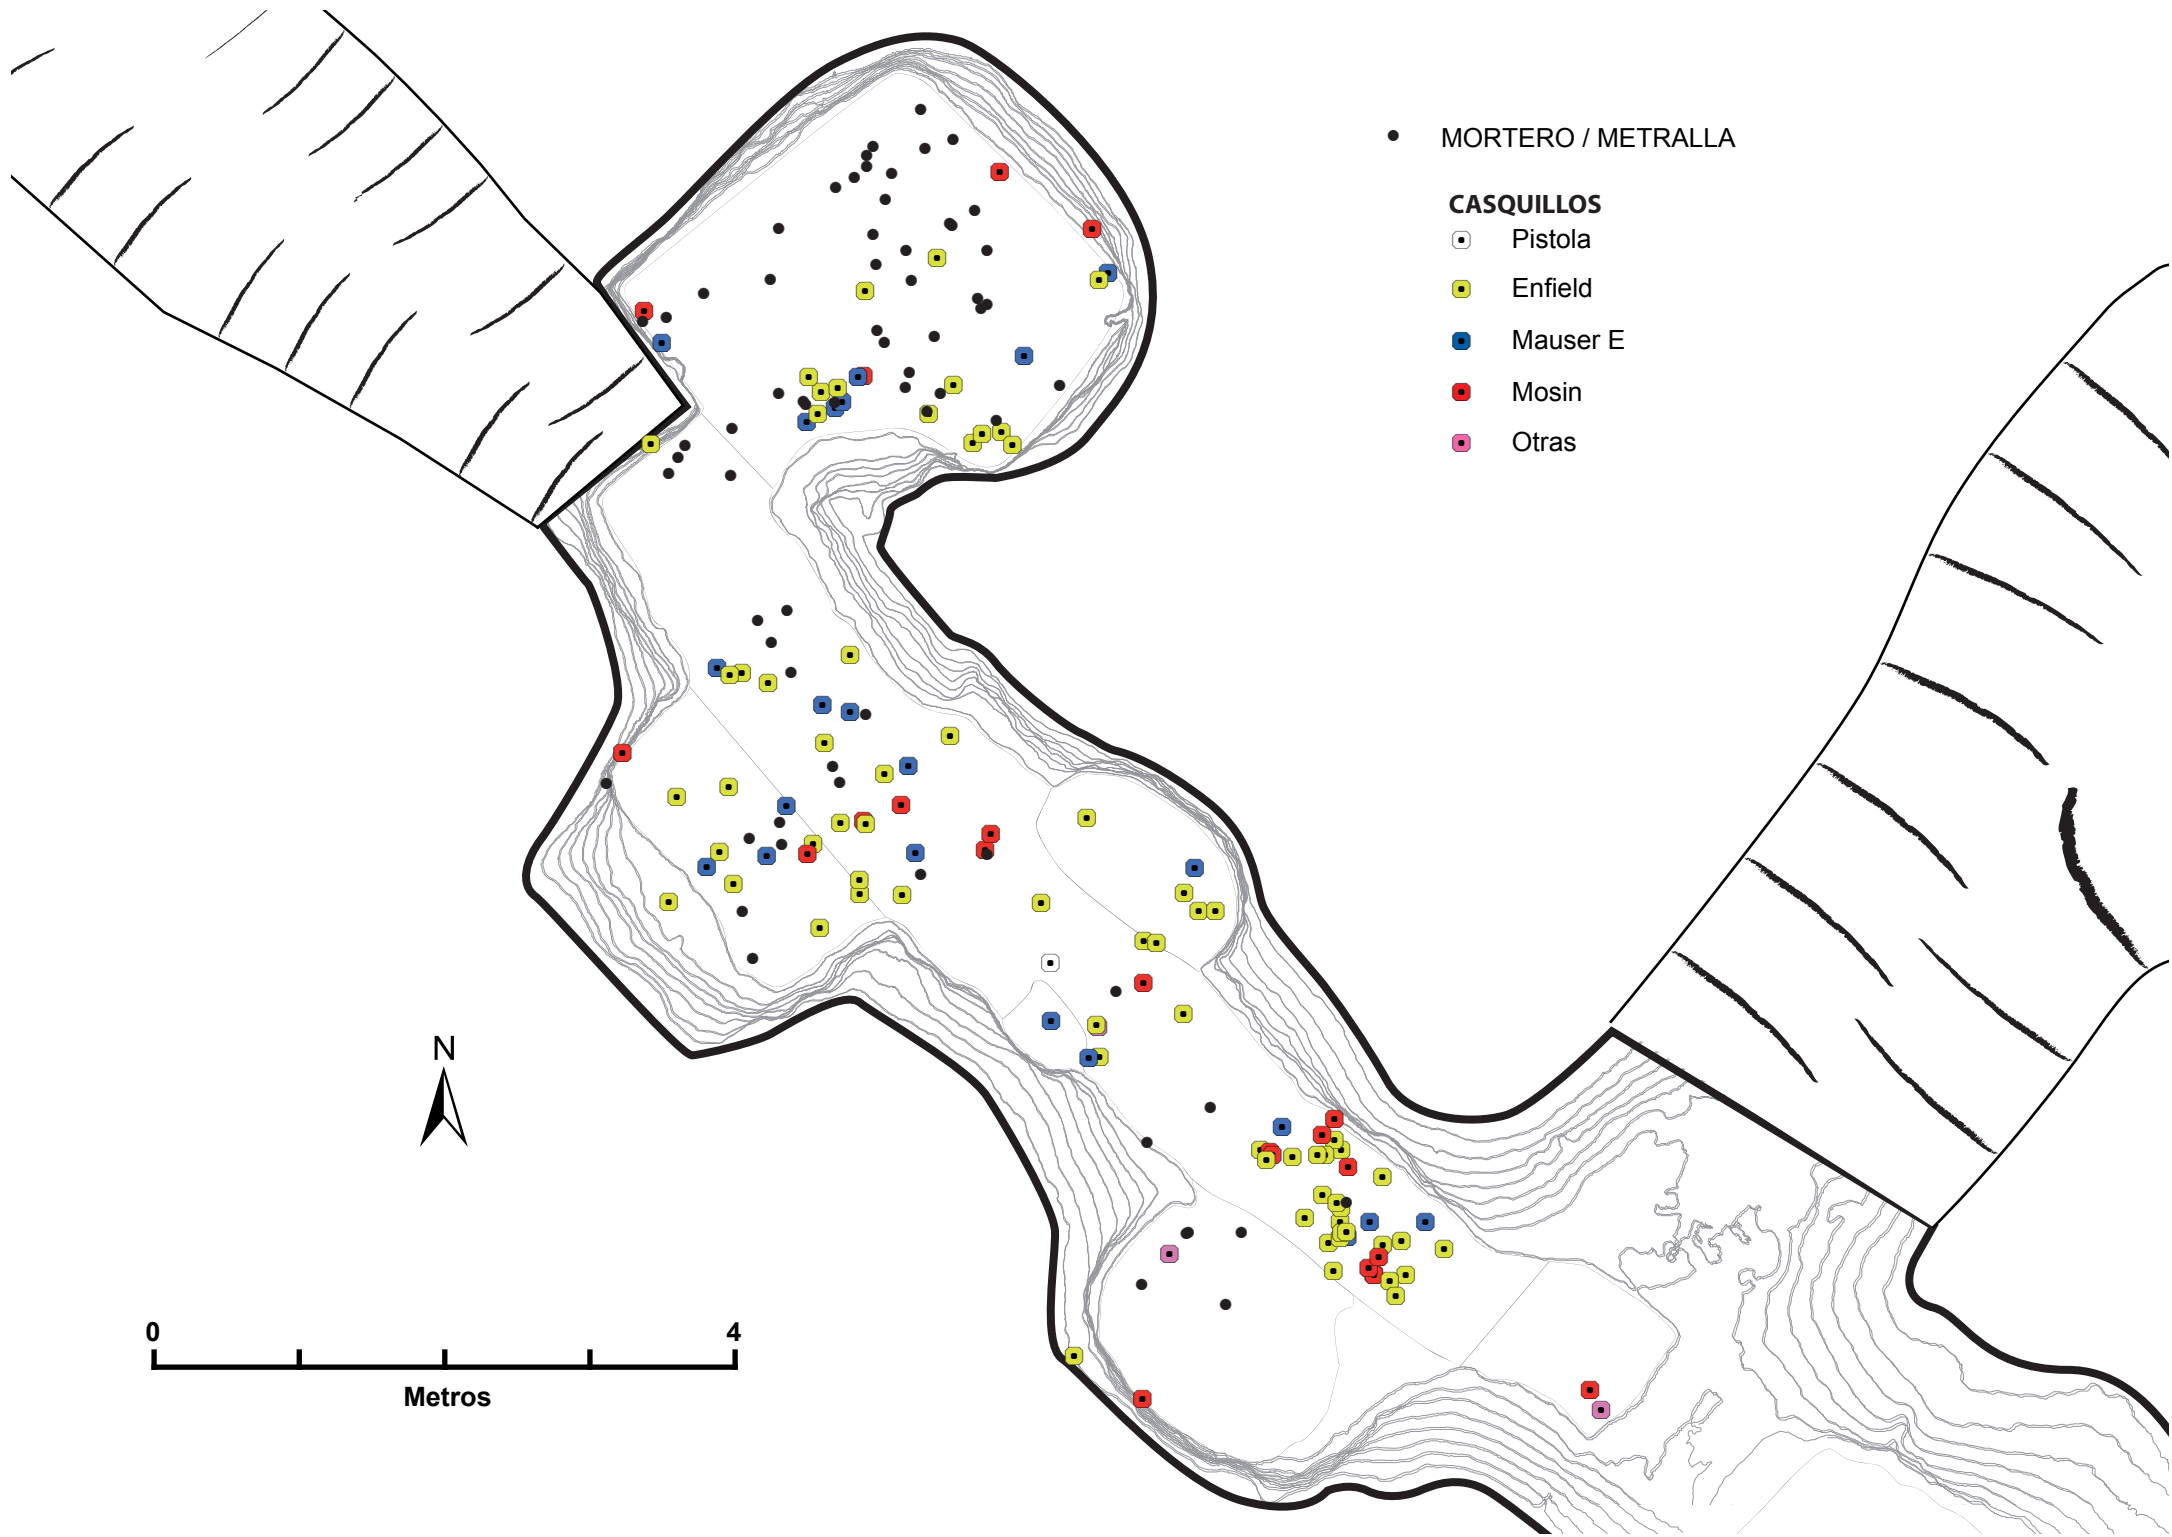 MORTERO / METRALLA
CASQUILLOS
Pistola
Enfield
Mauser E
Mosin
Otras
N
0 4
Metros